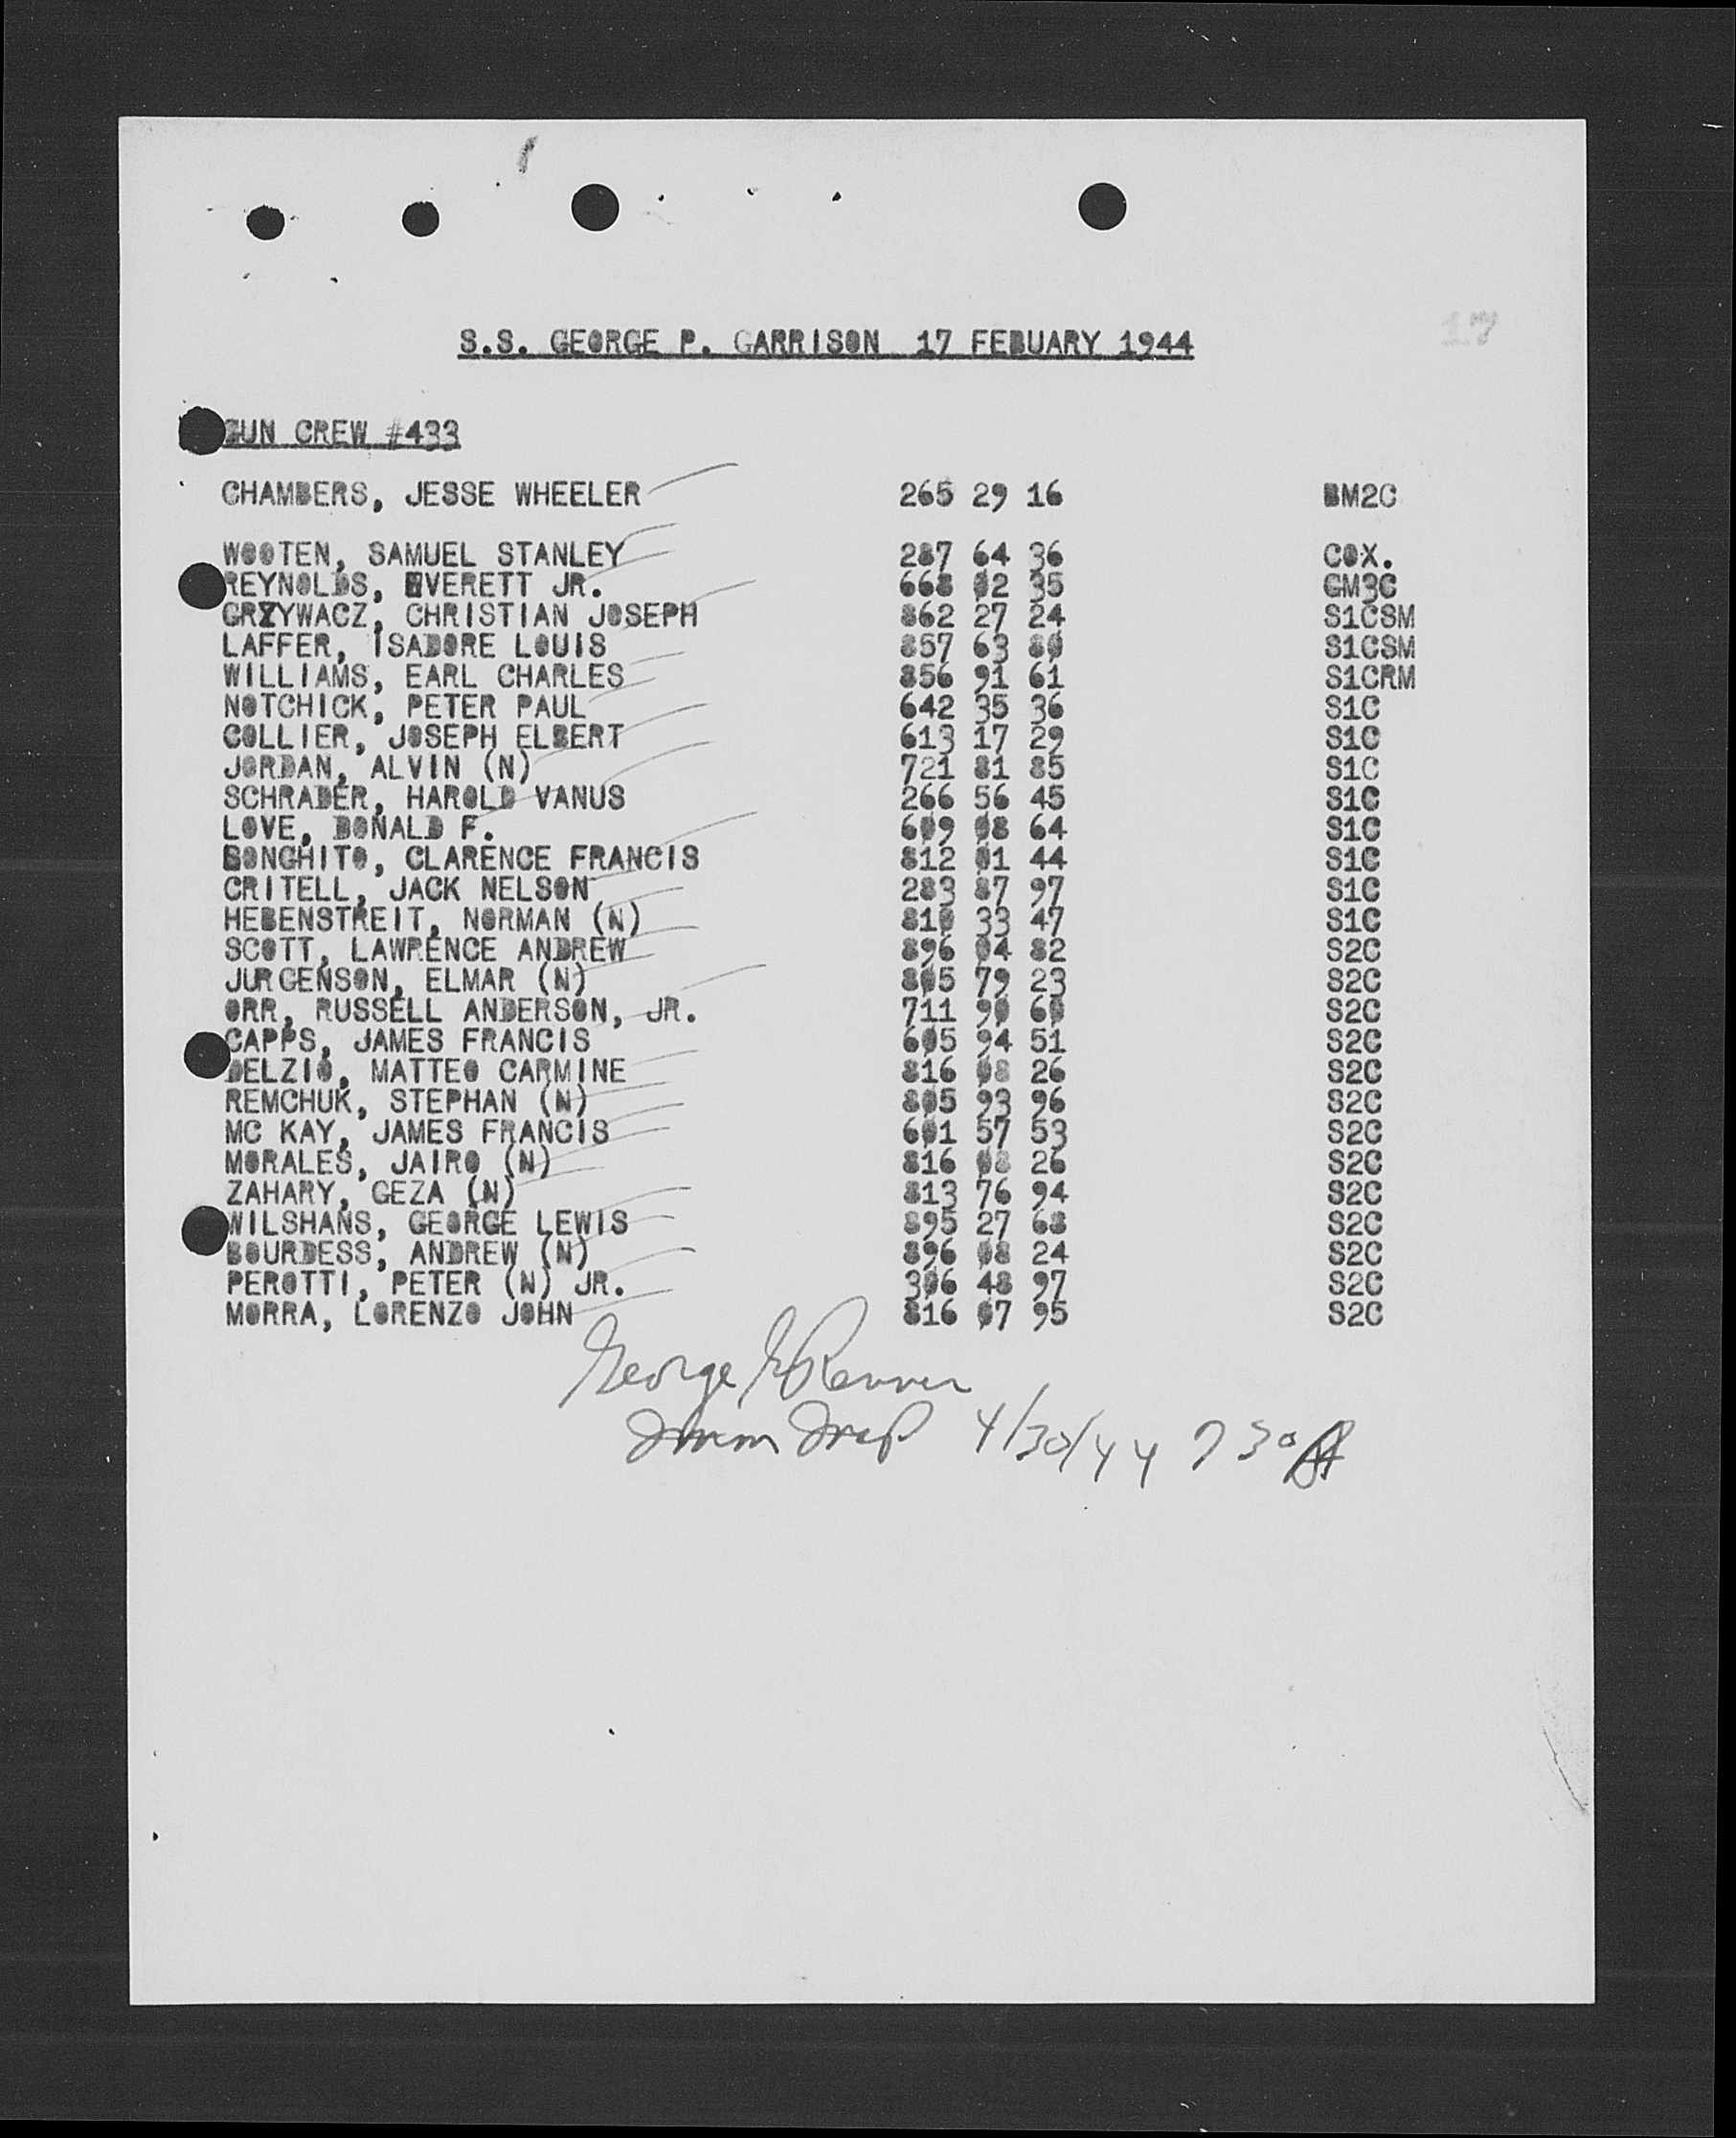 17
S.S. GEORGE P. GARRISON 17 FEBUARY 1944
GUN CREW #433
CHAMBERS, JESSE WHEELER 265 29 16 BM2C
WOOTEN, SAMUEL STANLEY 287 64 36 COX.
REYNOLDS, EVERETT JR. 668 02 35 GM3C
GRZYWACZ, CHRISTIAN JOSEPH 862 27 24 S1CSM
LAFFER, ISADORE LOUIS 857 63 80 S1CSM
WILLIAMS, EARL CHARLES 856 91 61 S1CRM
NOTCHICK, PETER PAUL 642 35 36 S1C
COLLIER, JOSEPH ELBERT 613 17 29 S1C
JORDAN, ALVIN (N) 721 81 85 S1C
SCHRADER, HAROLD VANUS 266 56 45 S1C
LOVE, DONALD F. 609 08 64 S1C
BONGHITO, CLARENCE FRANCIS 812 01 44 S1C
CRITELL, JACK NELSON 283 87 97 S1C
HEBENSTREIT, NORMAN (N) 810 33 47 S1C
SCOTT, LAWRENCE ANDREW 896 04 82 S2C
JURGENSON, ELMAR (N) 805 79 23 S2C
ORR, RUSSELL ANDERSON, JR. 711 90 60 S2C
CAPPS, JAMES FRANCIS 605 94 51 S2C
DELZIO, MATTEO CARMINE 816 08 26 S2C
REMCHUK, STEPHAN (N) 805 93 96 S2C
MC KAY, JAMES FRANCIS 601 57 53 S2C
MORALES, JAIRO (N) 816 08 26 S2C
ZAHARY, GEZA (N) 813 76 94 S2C
WILSHANS, GEORGE LEWIS 895 27 68 S2C
BOURDESS, ANDREW (N) 896 08 24 S2C
PEROTTI, PETER (N) JR. 306 48 97 S2C
MORRA, LORENZO JOHN 816 07 95 S2C
George
Imm Insp 4/30/44 7 30 A